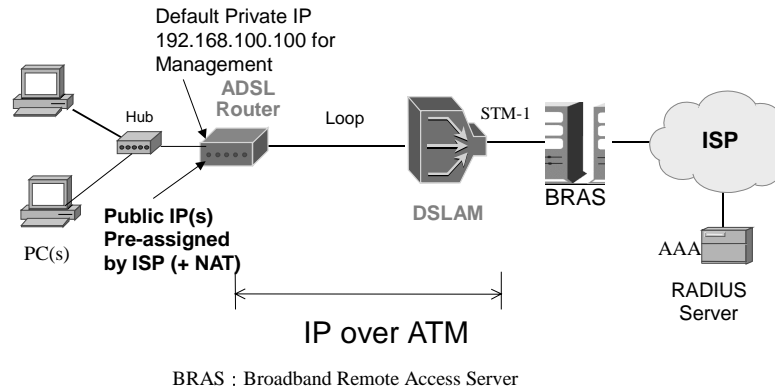 Default Private IP
192.168.100.100 for
Management
ADSL
Router
Hub
Loop
STM-1
ISP
BRAS
DSLAM
PC(s)
Public IP(s)
Pre-assigned
by ISP (+ NAT)
AAA
RADIUS
Server
IP over ATM
BRAS : Broadband Remote Access Server